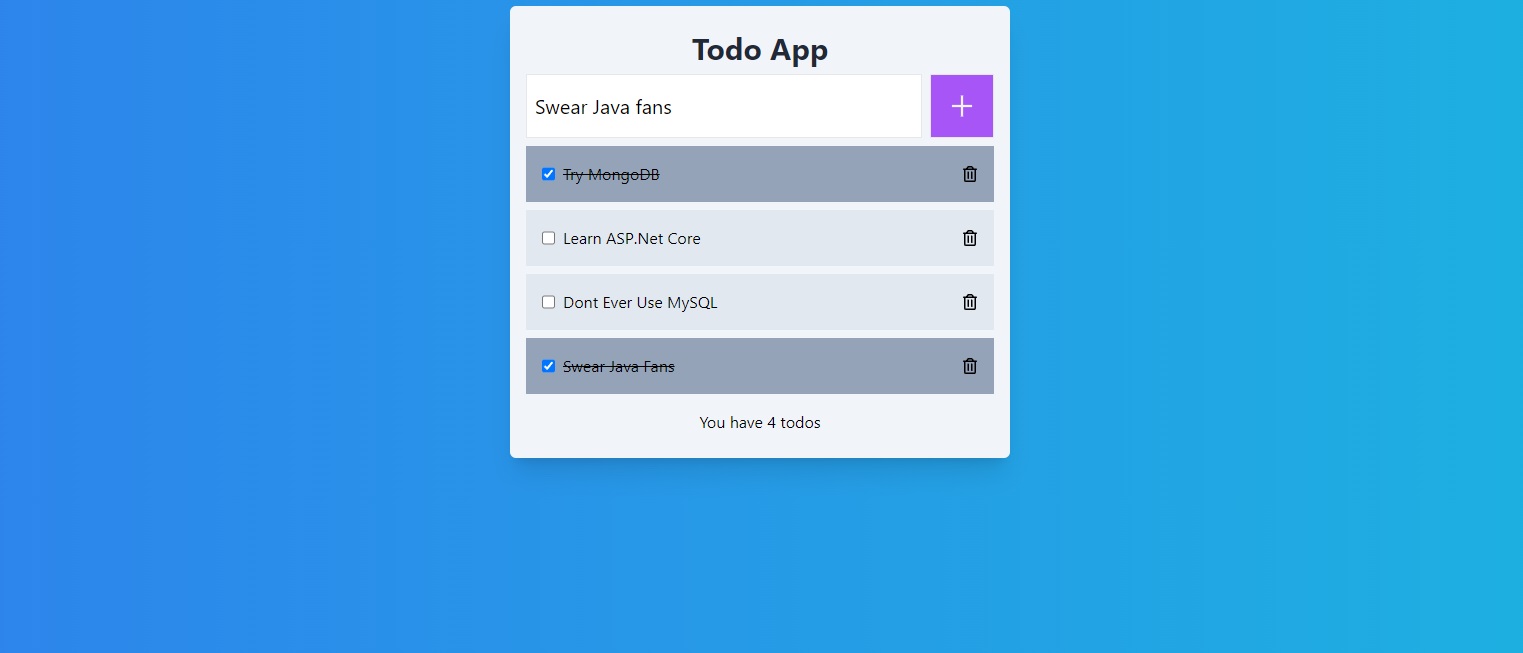 Todo App
Swear Java fans
Try MongoDB
Learn ASP.Net Core
Dont Ever Use MySQL
Swear Java Fans
You have 4 todos